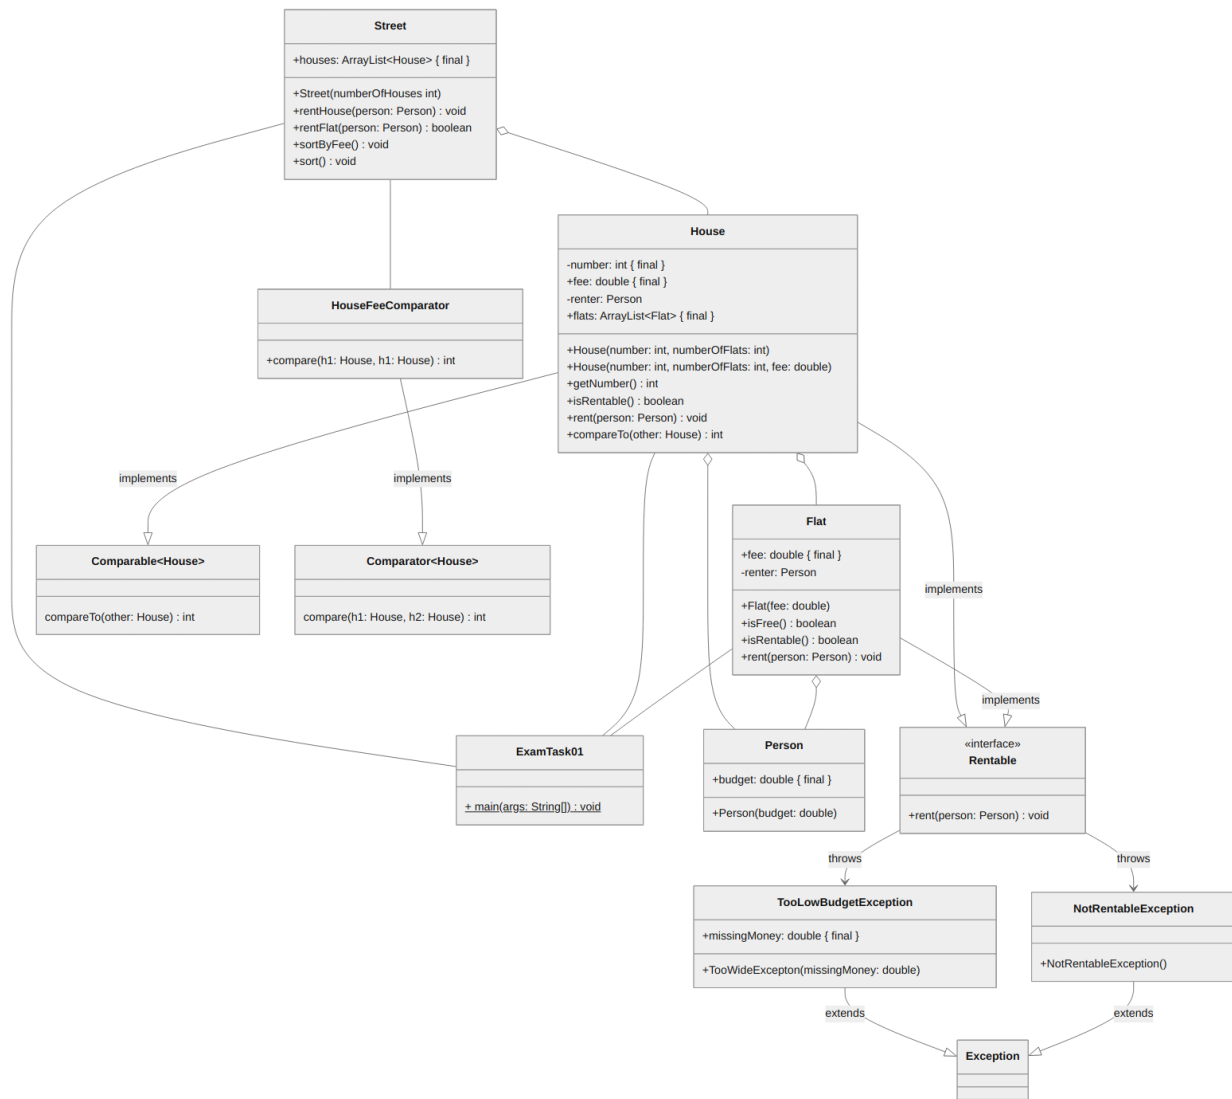 Street
+houses: ArrayList<House> { final }
+Street(numberOfHouses int)
+rentHouse(person: Person) : void
+rentFlat(person: Person) : boolean
+sortByFee() : void
+sort() : void
House
-number: int { final }
+fee: double { final }
-renter: Person
+flats: ArrayList<Flat> { final }
+House(number: int, numberOfFlats: int)
+House(number: int, numberOfFlats: int, fee: double)
+getNumber() : int
+isRentable() : boolean
+rent(person: Person) : void
+compareTo(other: House) : int
HouseFeeComparator
+compare(h1: House, h1: House) : int
implements
implements
implements
Comparable<House>
compareTo(other: House) : int
Comparator<House>
compare(h1: House, h2: House) : int
Flat
+fee: double { final }
-renter: Person
+Flat(fee: double)
+isFree() : boolean
+isRentable() : boolean
+rent(person: Person) : void
implements
ExamTask01
+ main(args: String[]) : void
Person
+budget: double { final }
+Person(budget: double)
«interface»
Rentable
+rent(person: Person) : void
throws
throws
TooLowBudgetException
+missingMoney: double { final }
+TooWideExcepton(missingMoney: double)
NotRentableException
+NotRentableException()
extends
extends
Exception